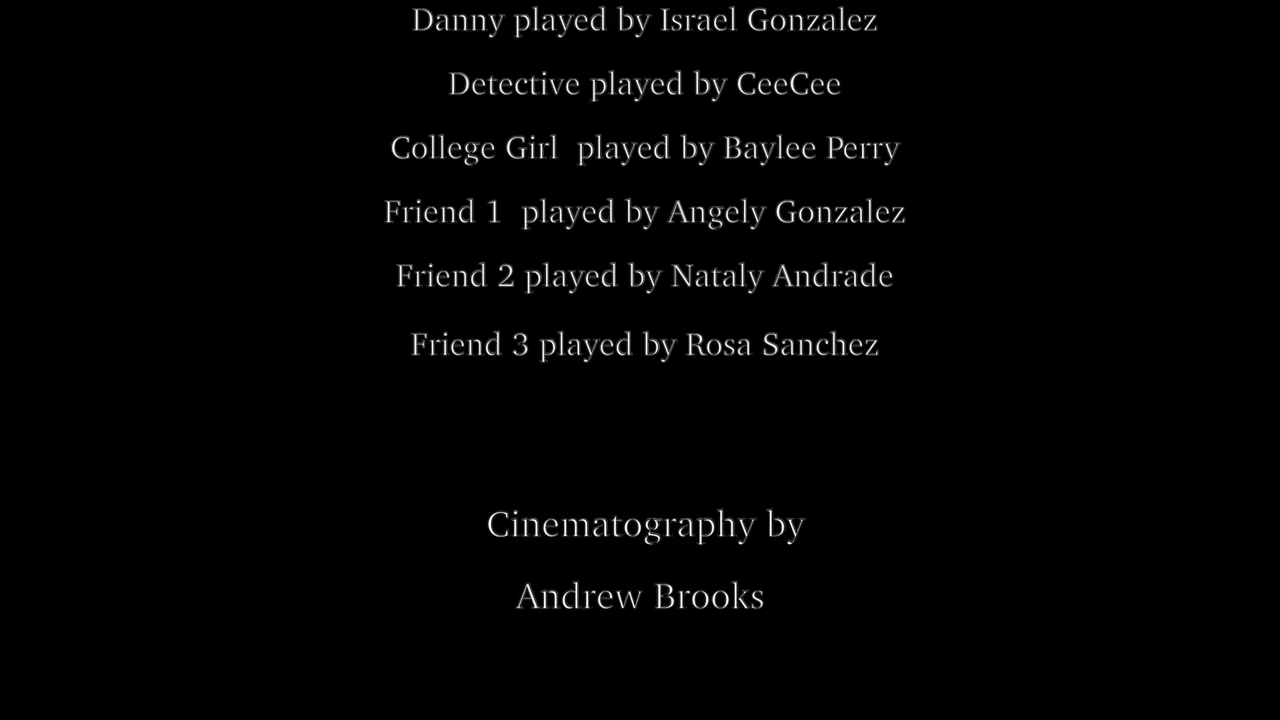 Danny played by Israel Gonzalez
Detective played by CeeCee
College Girl  played by Baylee Perry
Friend 1  played by Angely Gonzalez
Friend 2 played by Nataly Andrade
Friend 3 played by Rosa Sanchez
Cinematography by
Andrew Brooks